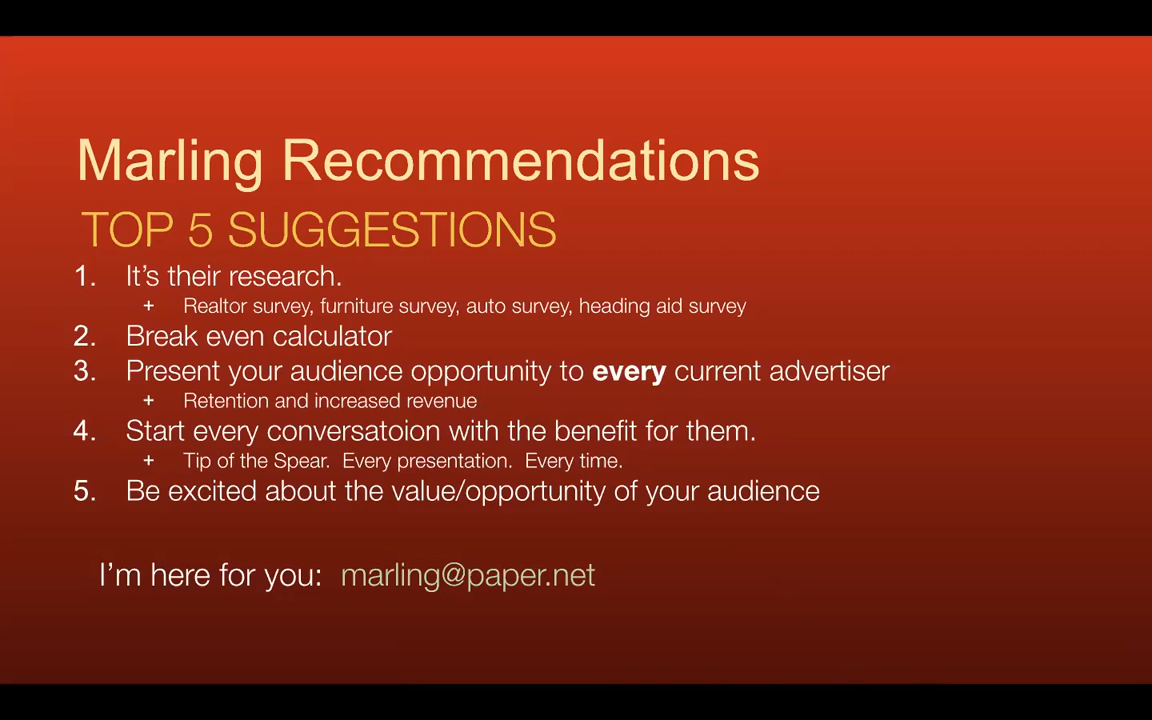 Marling Recommendations
TOP 5 SUGGESTIONS
1. It's their research.
+ Realtor survey, furniture survey, auto survey, heading aid survey
2. Break even calculator
3. Present your audience opportunity to every current advertiser
+ Retention and increased revenue
4. Start every conversatoion with the benefit for them.
+ Tip of the Spear. Every presentation. Every time.
5. Be excited about the value/opportunity of your audience
I'm here for you: marling@paper.net